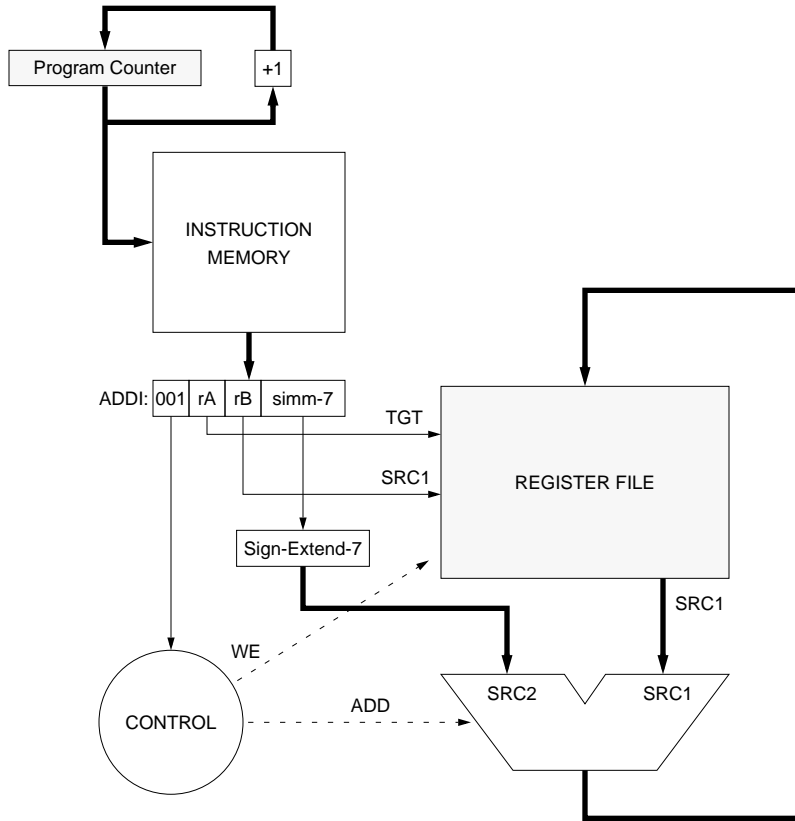 Program Counter
+1
INSTRUCTION
MEMORY
ADDI: 001 rA rB simm-7
TGT
SRC1
REGISTER FILE
Sign-Extend-7
SRC1
WE
SRC2 SRC1
ADD
CONTROL